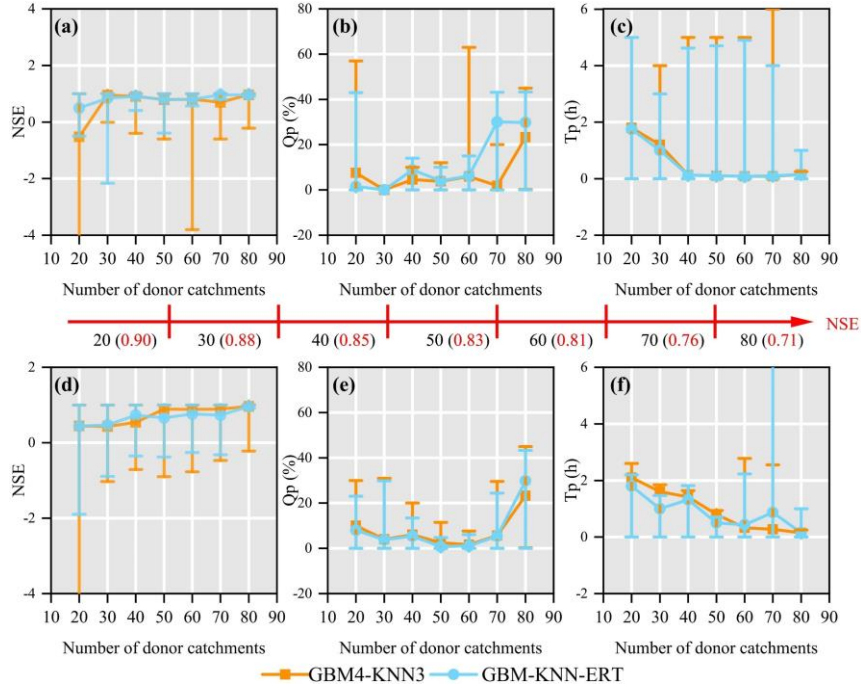 (a)
4
2
0
-2
-4
NSE
10 20 30 40 50 60 70 80 90
Number of donor catchments
(b)
80
60
40
20
0
-20
Qp (%)
10 20 30 40 50 60 70 80 90
Number of donor catchments
(c)
6
4
2
0
-2
Tp (h)
10 20 30 40 50 60 70 80 90
Number of donor catchments
20 (0.90) 30 (0.88) 40 (0.85) 50 (0.83) 60 (0.81) 70 (0.76) 80 (0.71) NSE
(d)
2
0
-2
-4
NSE
10 20 30 40 50 60 70 80 90
Number of donor catchments
(e)
80
60
40
20
0
-20
Qp (%)
10 20 30 40 50 60 70 80 90
Number of donor catchments
(f)
6
4
2
0
-2
Tp (h)
10 20 30 40 50 60 70 80 90
Number of donor catchments
GBM4-KNN3 GBM-KNN-ERT